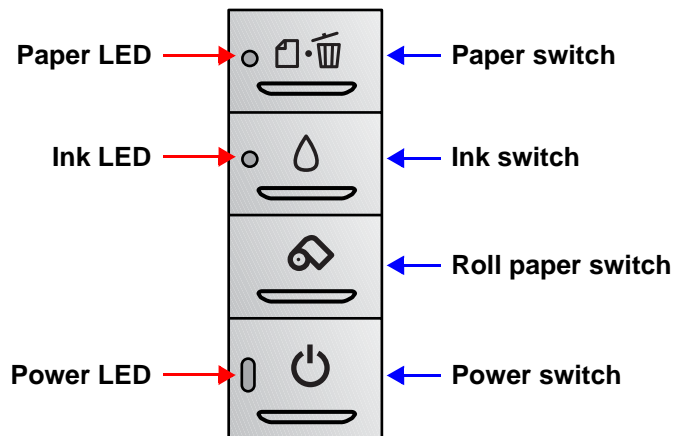 Paper LED Paper switch
Ink LED Ink switch
Roll paper switch
Power LED Power switch